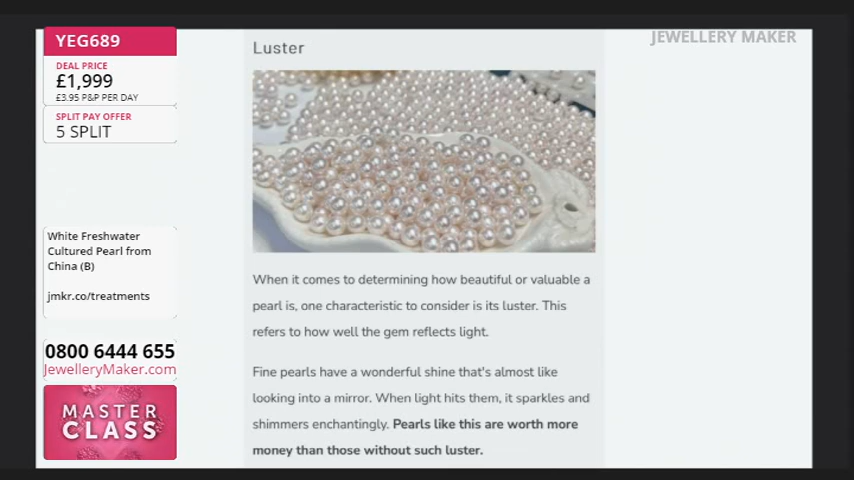 YEG689
DEAL PRICE
£1,999
£3.95 P&P PER DAY
SPLIT PAY OFFER
5 SPLIT
White Freshwater
Cultured Pearl from
China (B)
jmkr.co/treatments
0800 6444 655
JewelleryMaker.com
MASTER
CLASS
JEWELLERY MAKER
Luster
When it comes to determining how beautiful or valuable a
pearl is, one characteristic to consider is its luster. This
refers to how well the gem reflects light.
Fine pearls have a wonderful shine that's almost like
looking into a mirror. When light hits them, it sparkles and
shimmers enchantingly. Pearls like this are worth more
money than those without such luster.